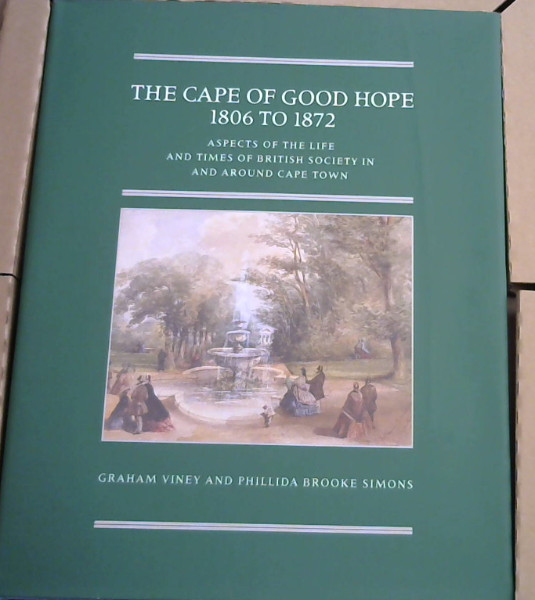 THE CAPE OF GOOD HOPE
1806 TO 1872
ASPECTS OF THE LIFE
AND TIMES OF BRITISH SOCIETY IN
AND AROUND CAPE TOWN
GRAHAM VINEY AND PHILLIDA BROOKE SIMONS